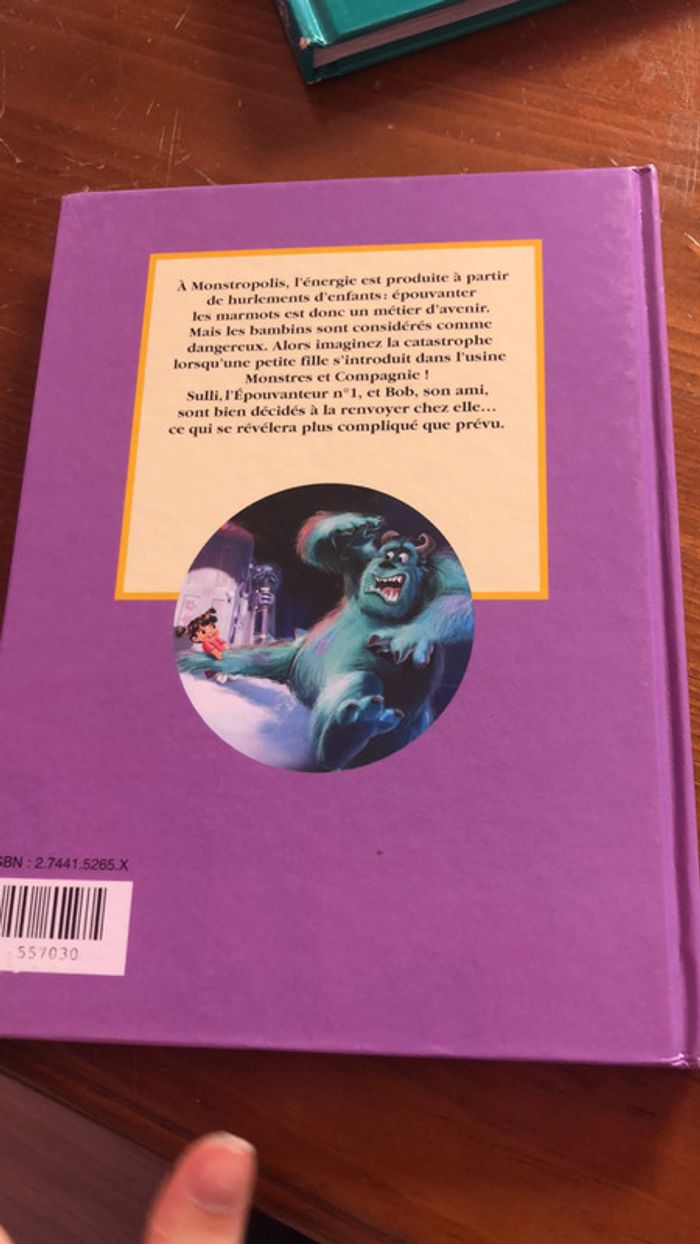 À Monstropolis, l'énergie est produite à partir
de hurlements d'enfants : épouvanter
les marmots est donc un métier d'avenir.
Mais les bambins sont considérés comme
dangereux. Alors imaginez la catastrophe
lorsqu'une petite fille s'introduit dans l'usine
Monstres et Compagnie !
Sulli, l'Épouvanteur n°1, et Bob, son ami,
sont bien décidés à la renvoyer chez elle...
ce qui se révélera plus compliqué que prévu.
SBN : 2.7441.5265.X
557030